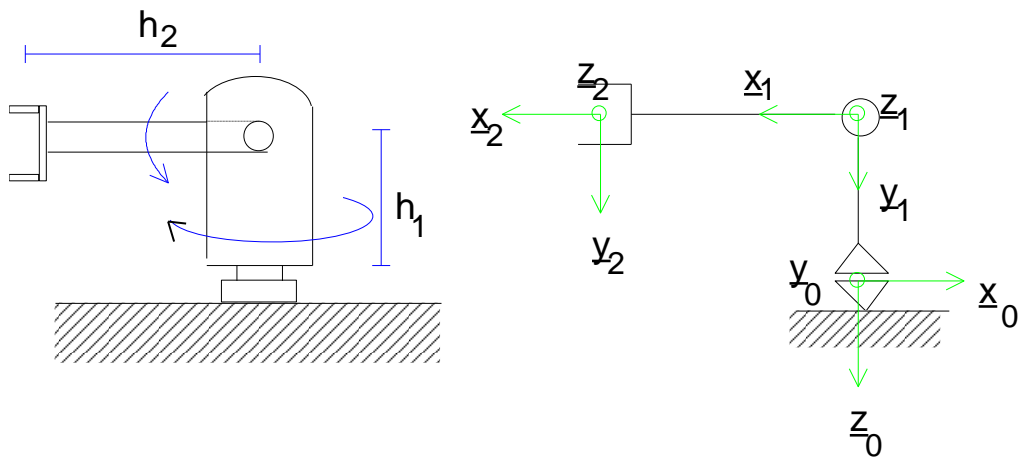 h₂
h₁
z₂
x₂
y₂
x₁
z₁
y₁
y₀
x₀
z₀